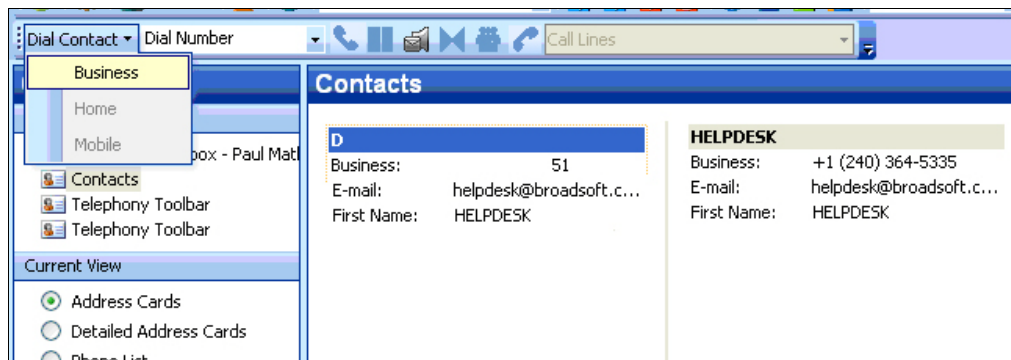 Dial Contact Dial Number Call Lines
Business
Home
Mobile
box - Paul Mat
Contacts
Telephony Toolbar
Telephony Toolbar
Current View
Address Cards
Detailed Address Cards
Phone List
Contacts
D
Business: 51
E-mail: helpdesk@broadsoft.c...
First Name: HELPDESK
HELPDESK
Business: +1 (240) 364-5335
E-mail: helpdesk@broadsoft.c...
First Name: HELPDESK